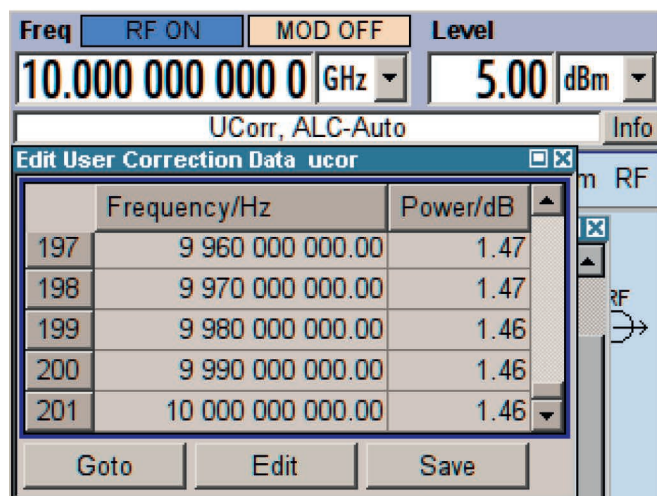 Freq RF ON MOD OFF Level
10.000 000 000 0 GHz 5.00 dBm
UCorr, ALC-Auto Info
Edit User Correction Data ucor
m RF
Frequency/Hz Power/dB
197 9 960 000 000.00 1.47
198 9 970 000 000.00 1.47
RF
199 9 980 000 000.00 1.46
200 9 990 000 000.00 1.46
201 10 000 000 000.00 1.46
Goto Edit Save